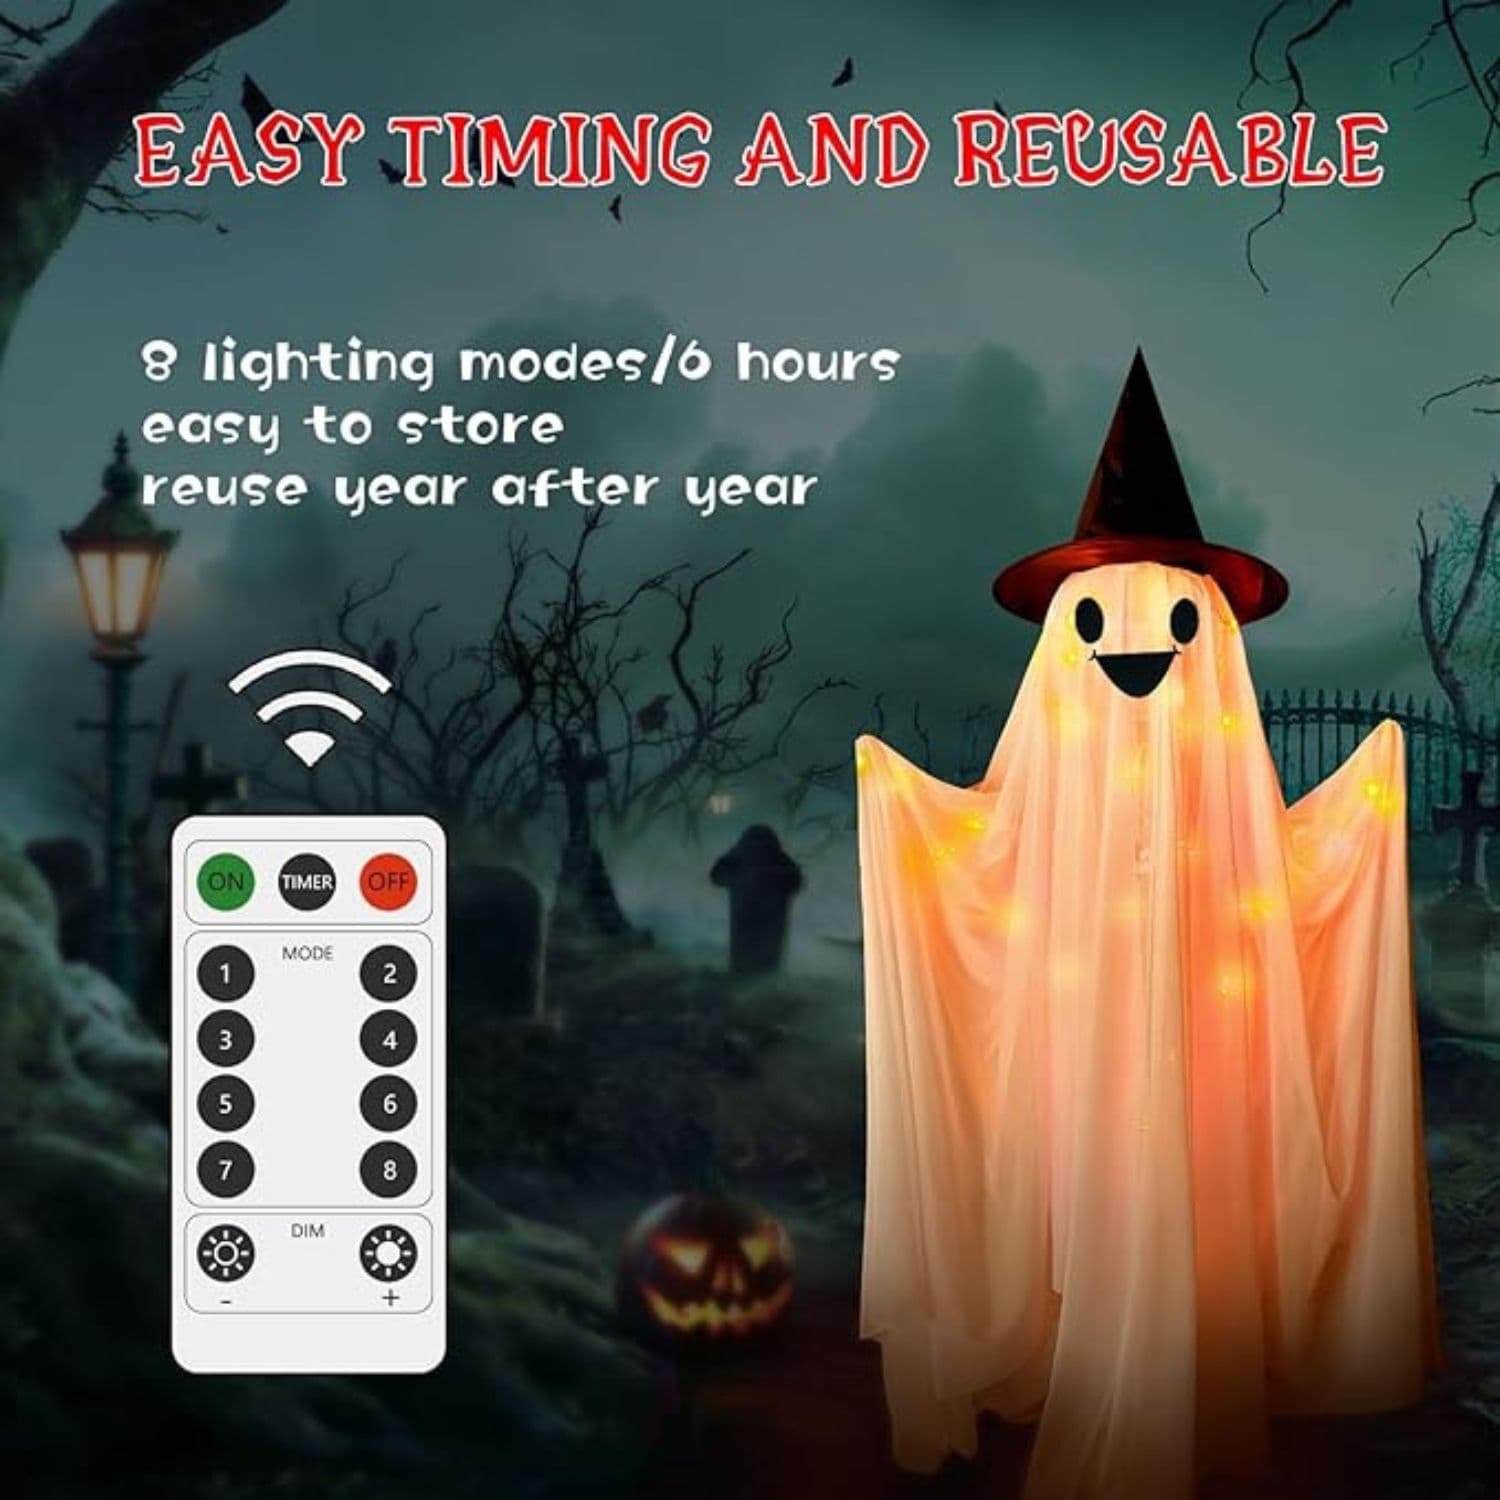 EASY TIMING AND REUSABLE
8 lighting modes/6 hours
easy to store
reuse year after year
ON TIMER OFF
MODE
1 2
3 4
5 6
7 8
DIM
- +